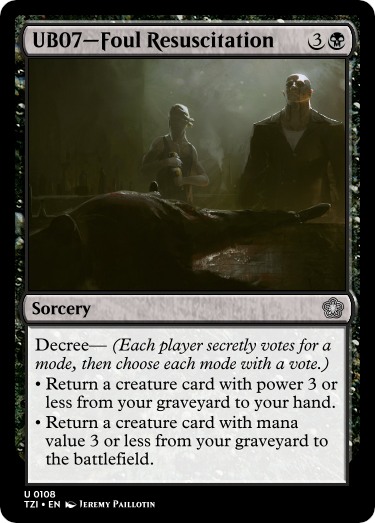 UB07—Foul Resuscitation 3
Sorcery
Decree— (Each player secretly votes for a
mode, then choose each mode with a vote.)
• Return a creature card with power 3 or
less from your graveyard to your hand.
• Return a creature card with mana
value 3 or less from your graveyard to
the battlefield.
U 0108
TZI • EN Jeremy Paillotin